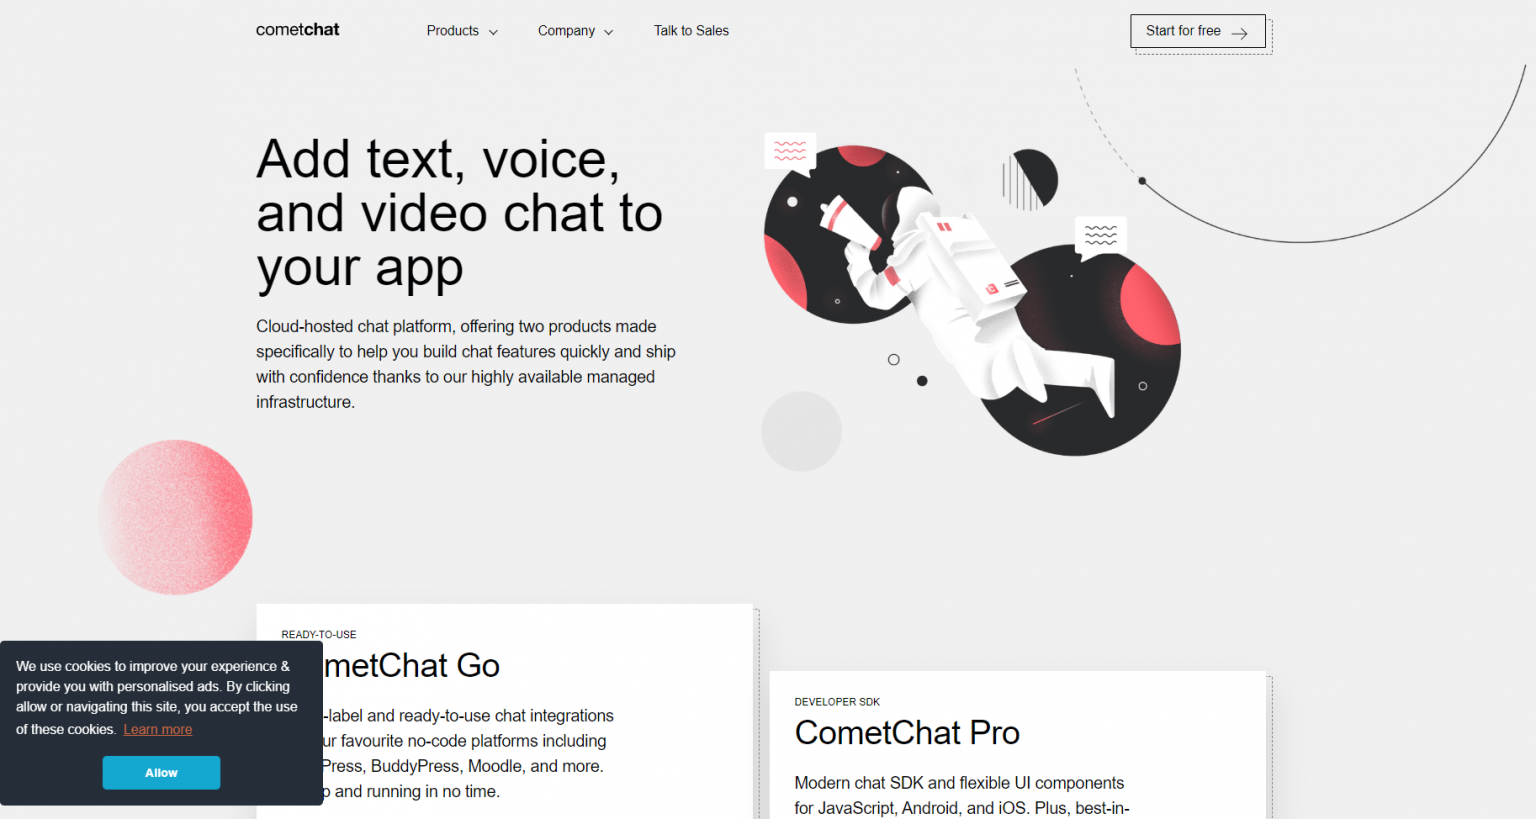 cometchat
Products
Company
Talk to Sales
Start for free
Add text, voice,
and video chat to
your app
Cloud-hosted chat platform, offering two products made
specifically to help you build chat features quickly and ship
with confidence thanks to our highly available managed
infrastructure.
READY-TO-USE
metChat Go
-label and ready-to-use chat integrations
ur favourite no-code platforms including
Press, BuddyPress, Moodle, and more.
p and running in no time.
We use cookies to improve your experience &
provide you with personalised ads. By clicking
allow or navigating this site, you accept the use
of these cookies. Learn more
Allow
DEVELOPER SDK
CometChat Pro
Modern chat SDK and flexible UI components
for JavaScript, Android, and iOS. Plus, best-in-